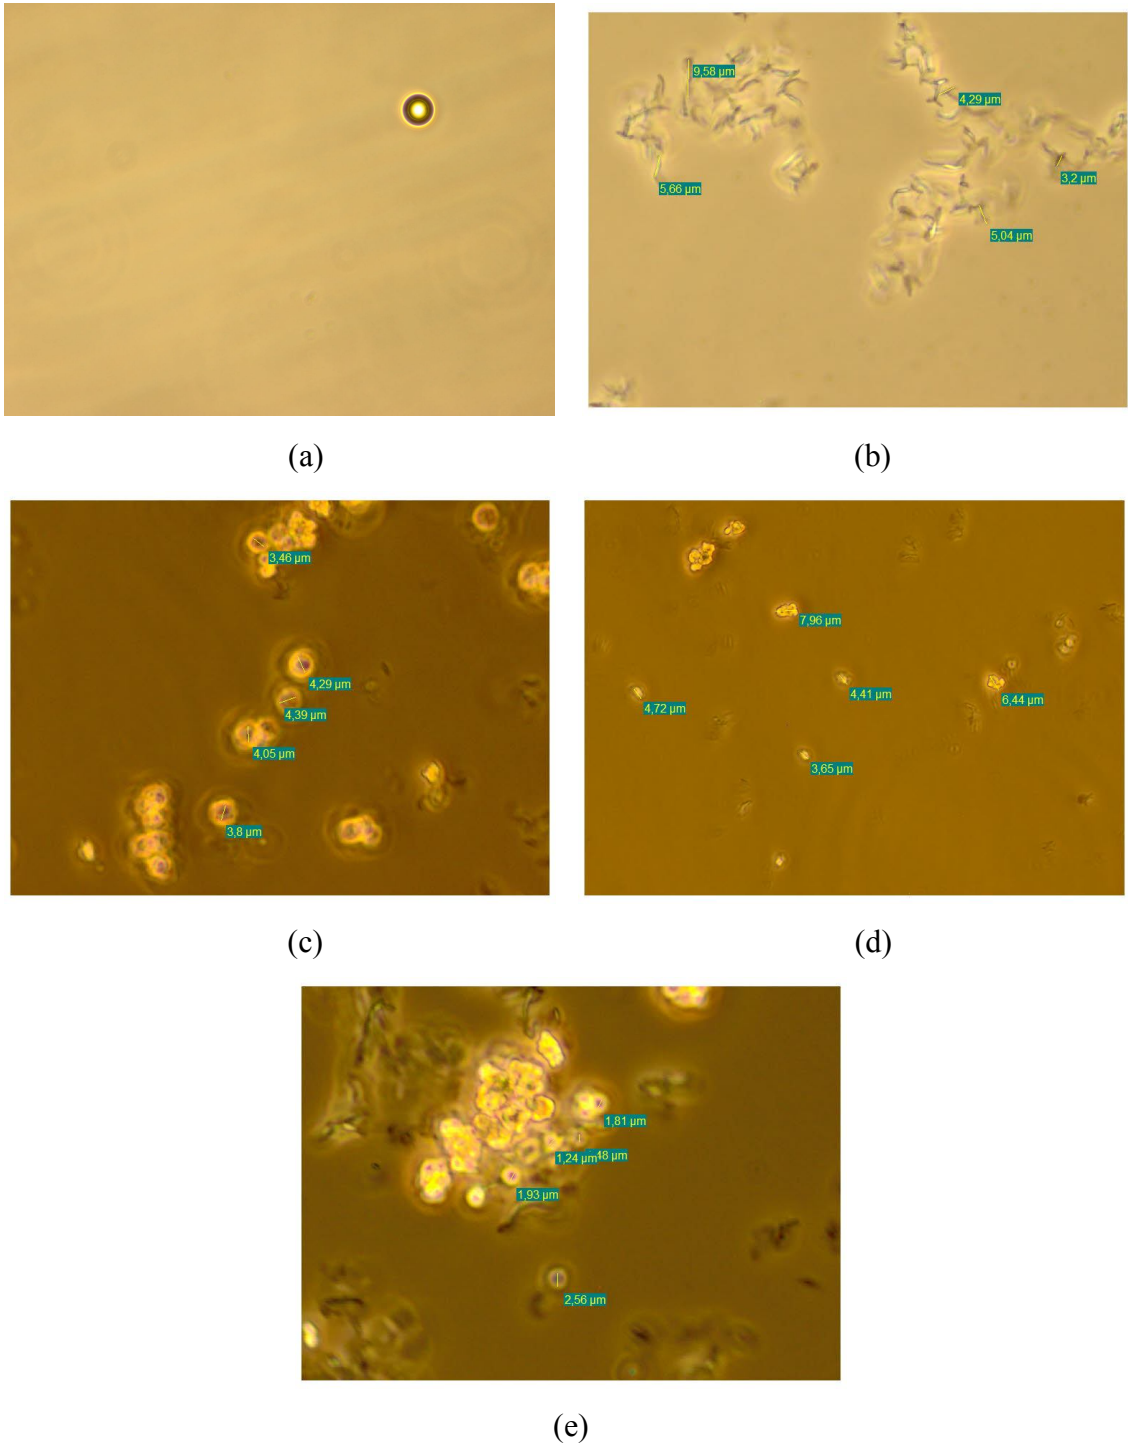 9,58 µm
4,29 µm
3,2 µm
5,66 µm
5,04 µm
(a)
(b)
3,46 µm
4,29 µm
4,39 µm
4,05 µm
3,8 µm
7,96 µm
4,41 µm
4,72 µm
6,44 µm
3,65 µm
(c)
(d)
1,81 µm
1,24 µm 48 µm
1,93 µm
2,56 µm
(e)